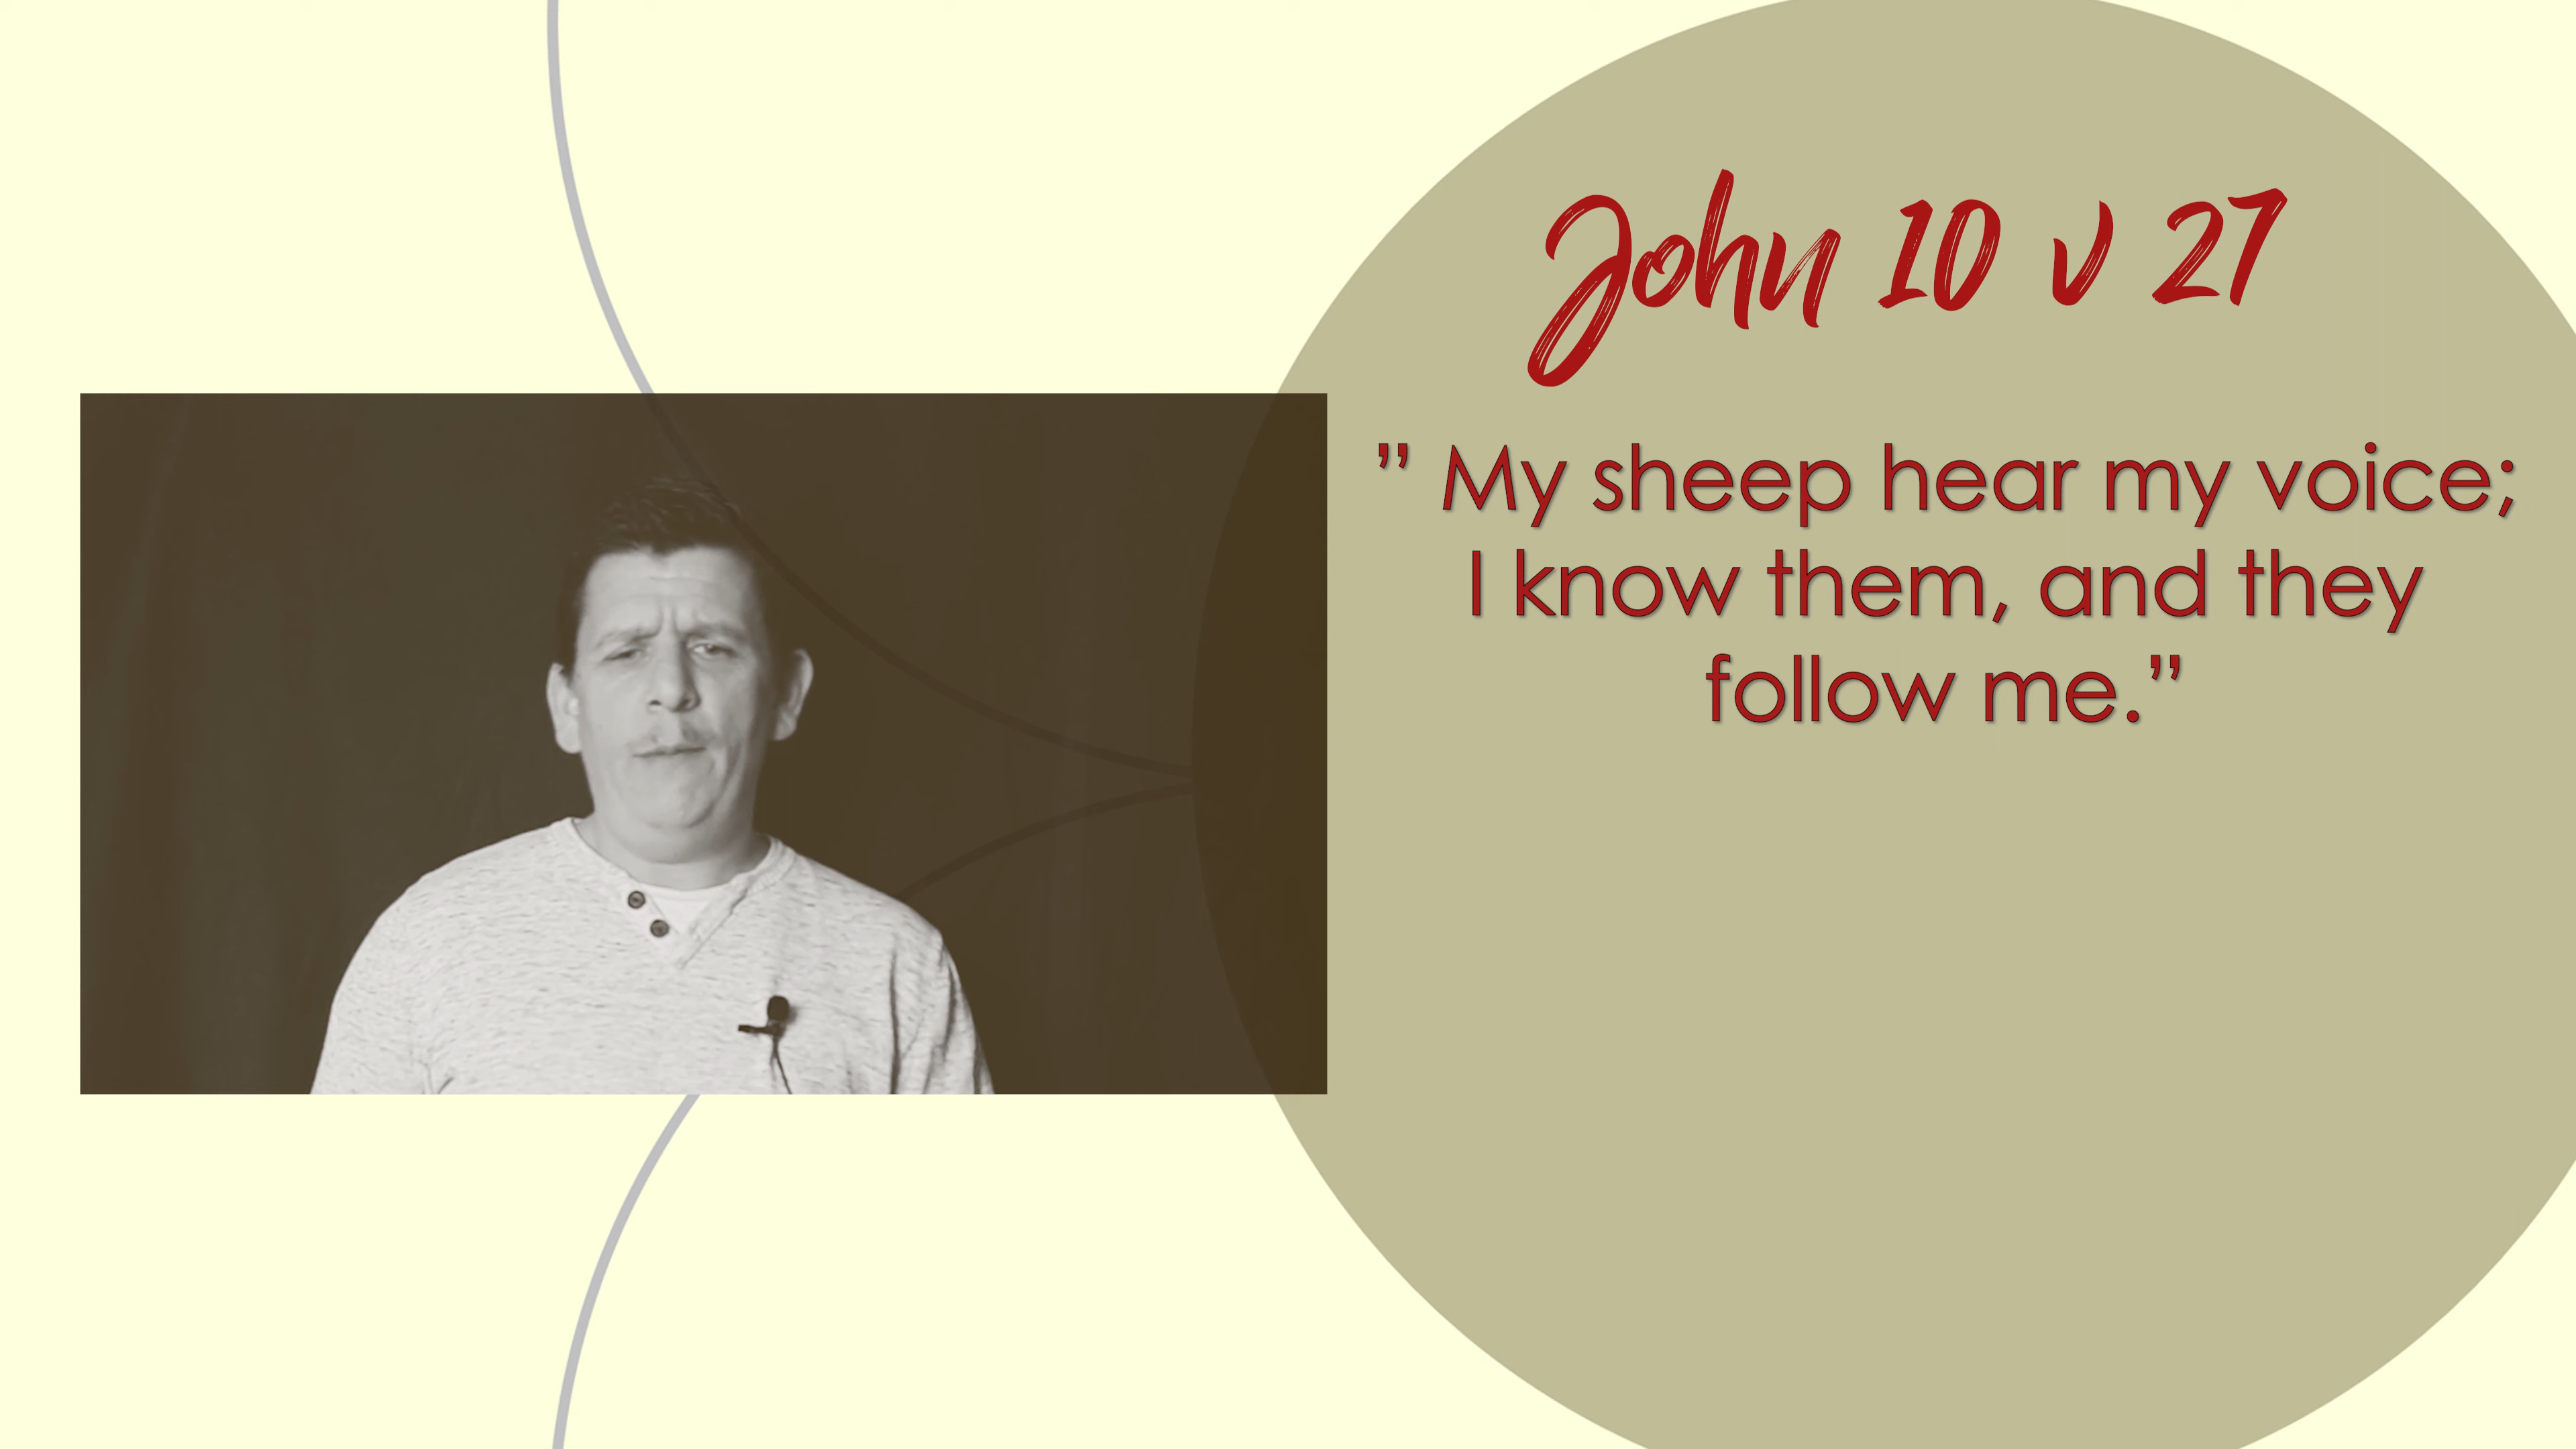 John 10 v 27
” My sheep hear my voice;
I know them, and they
follow me.”